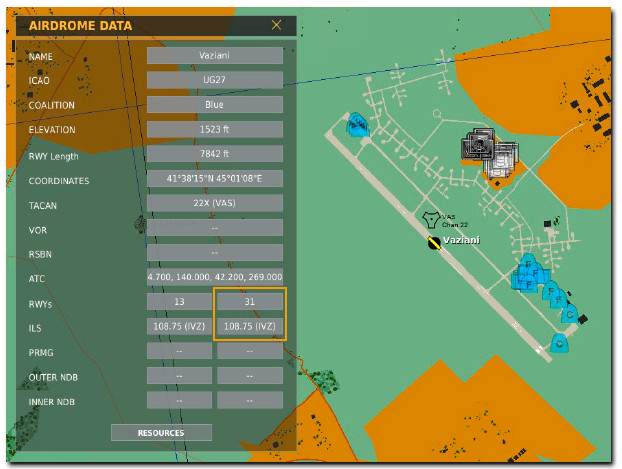 AIRDROME DATA
NAME Vaziani
ICAO UG27
COALITION Blue
ELEVATION 1523 ft
RWY Length 7842 ft
COORDINATES 41°38'15"N 45°01'08"E
TACAN 22X (VAS)
VOR --
RSBN --
ATC 4.700, 140.000, 42.200, 269.000
RWYs 13 31
ILS 108.75 (IVZ) 108.75 (IVZ)
PRMG -- --
OUTER NDB -- --
INNER NDB -- --
RESOURCES
VAS
Chan 22
Vaziani